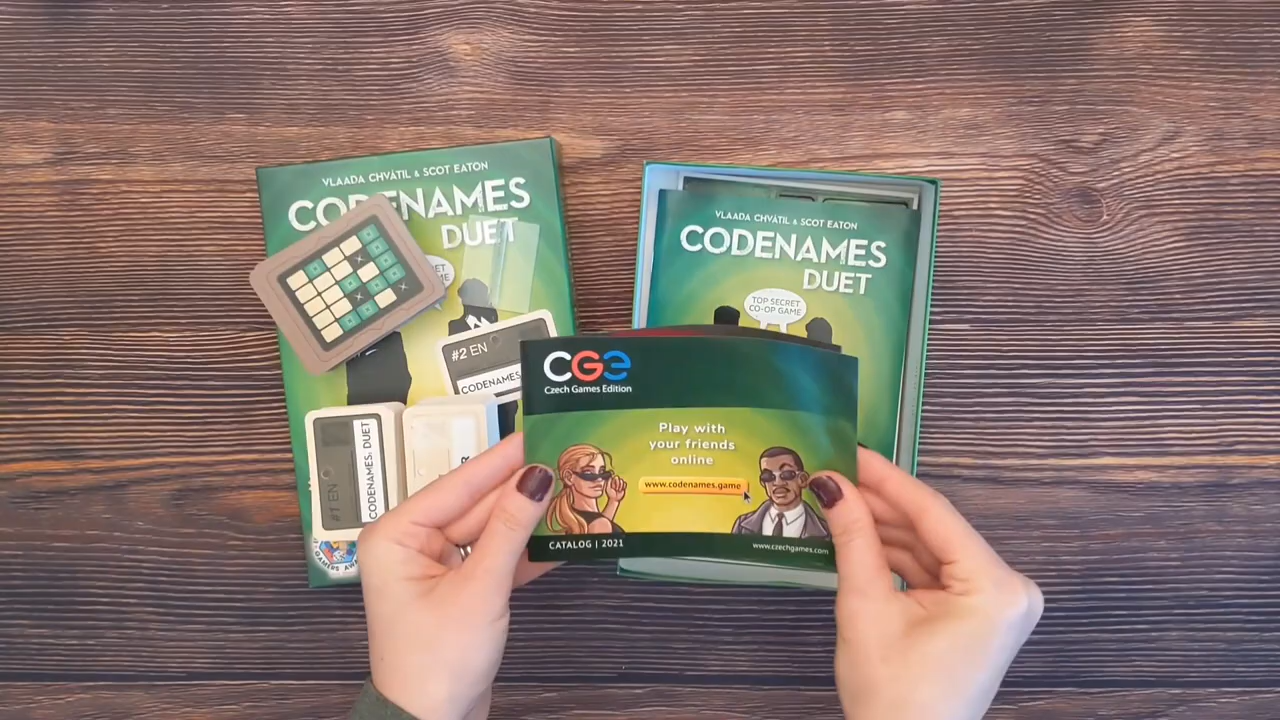 VLAADA CHVÁTIL & SCOT EATON
CODENAMES
DUET
#2 EN
CODENAMES
#1 EN
CODENAMES: DUET
VLAADA CHVÁTIL & SCOT EATON
CODENAMES
DUET
TOP SECRET
CO-OP GAME
CGE
Czech Games Edition
Play with
your friends
online
www.codenames.game
CATALOG | 2021
www.czechgames.com